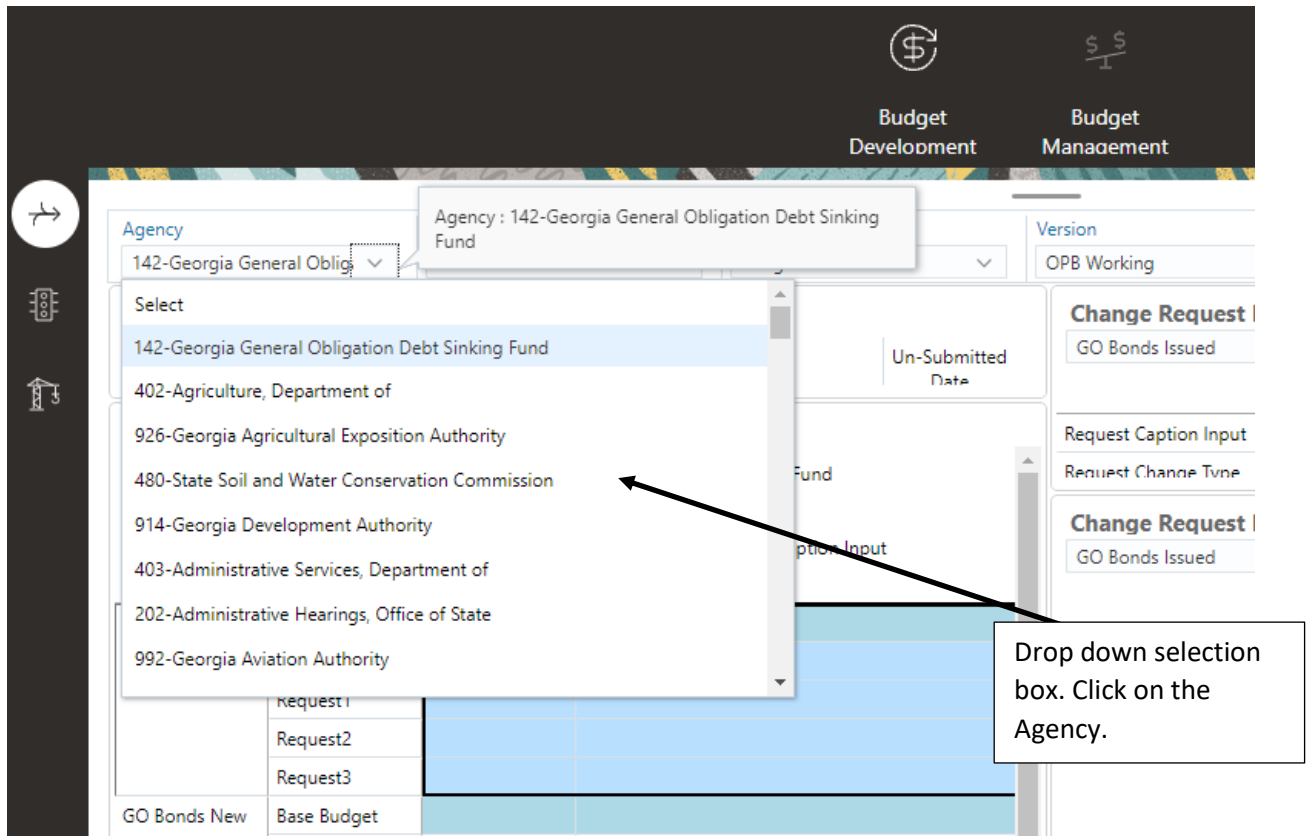 Budget
Development
Budget
Management
Agency : 142-Georgia General Obligation Debt Sinking
Fund
Agency
142-Georgia General Oblig
Version
OPB Working
Select
142-Georgia General Obligation Debt Sinking Fund
402-Agriculture, Department of
926-Georgia Agricultural Exposition Authority
480-State Soil and Water Conservation Commission
914-Georgia Development Authority
403-Administrative Services, Department of
202-Administrative Hearings, Office of State
992-Georgia Aviation Authority
Un-Submitted
Date
Change Request
GO Bonds Issued
Request Caption Input
Request Change Type
Fund
ption Input
Change Request
GO Bonds Issued
Drop down selection
box. Click on the
Agency.
Request1
Request2
Request3
GO Bonds New Base Budget